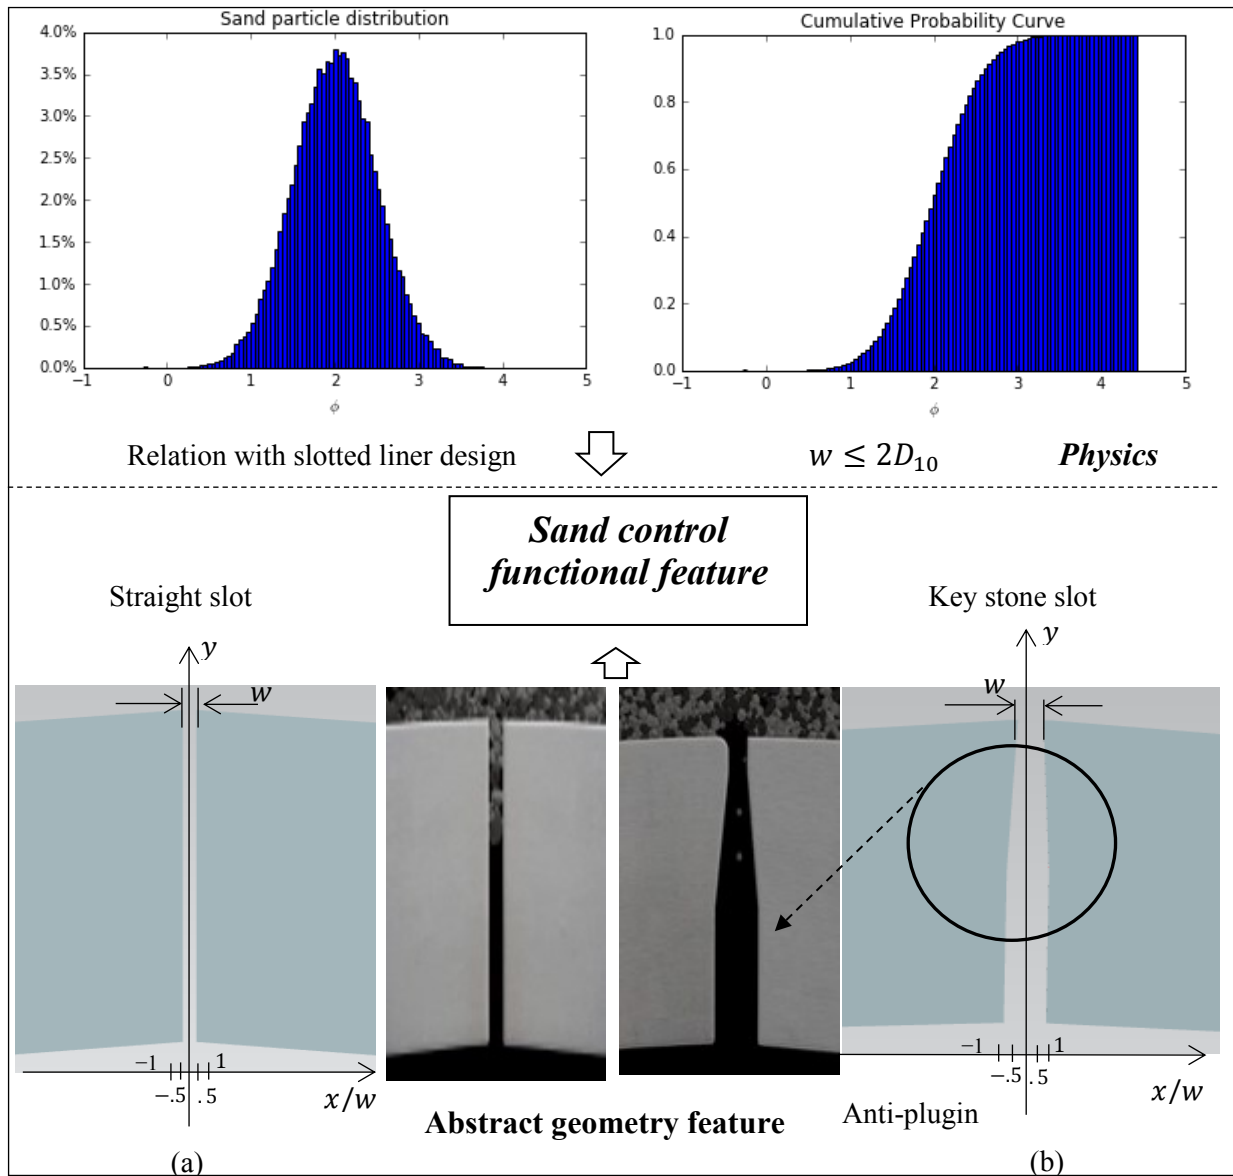 Sand particle distribution
4.0%
3.5%
3.0%
2.5%
2.0%
1.5%
1.0%
0.5%
0.0%
−1 0 1 2 3 4 5
ϕ
Cumulative Probability Curve
1.0
0.8
0.6
0.4
0.2
0.0
−1 0 1 2 3 4 5
ϕ
Relation with slotted liner design
w ≤ 2D₁₀
Physics
Sand control
functional feature
Straight slot
Key stone slot
y
w
−1 1
−.5 .5
x/w
y
w
−1 1
−.5 .5
x/w
Abstract geometry feature
Anti-plugin
(a)
(b)